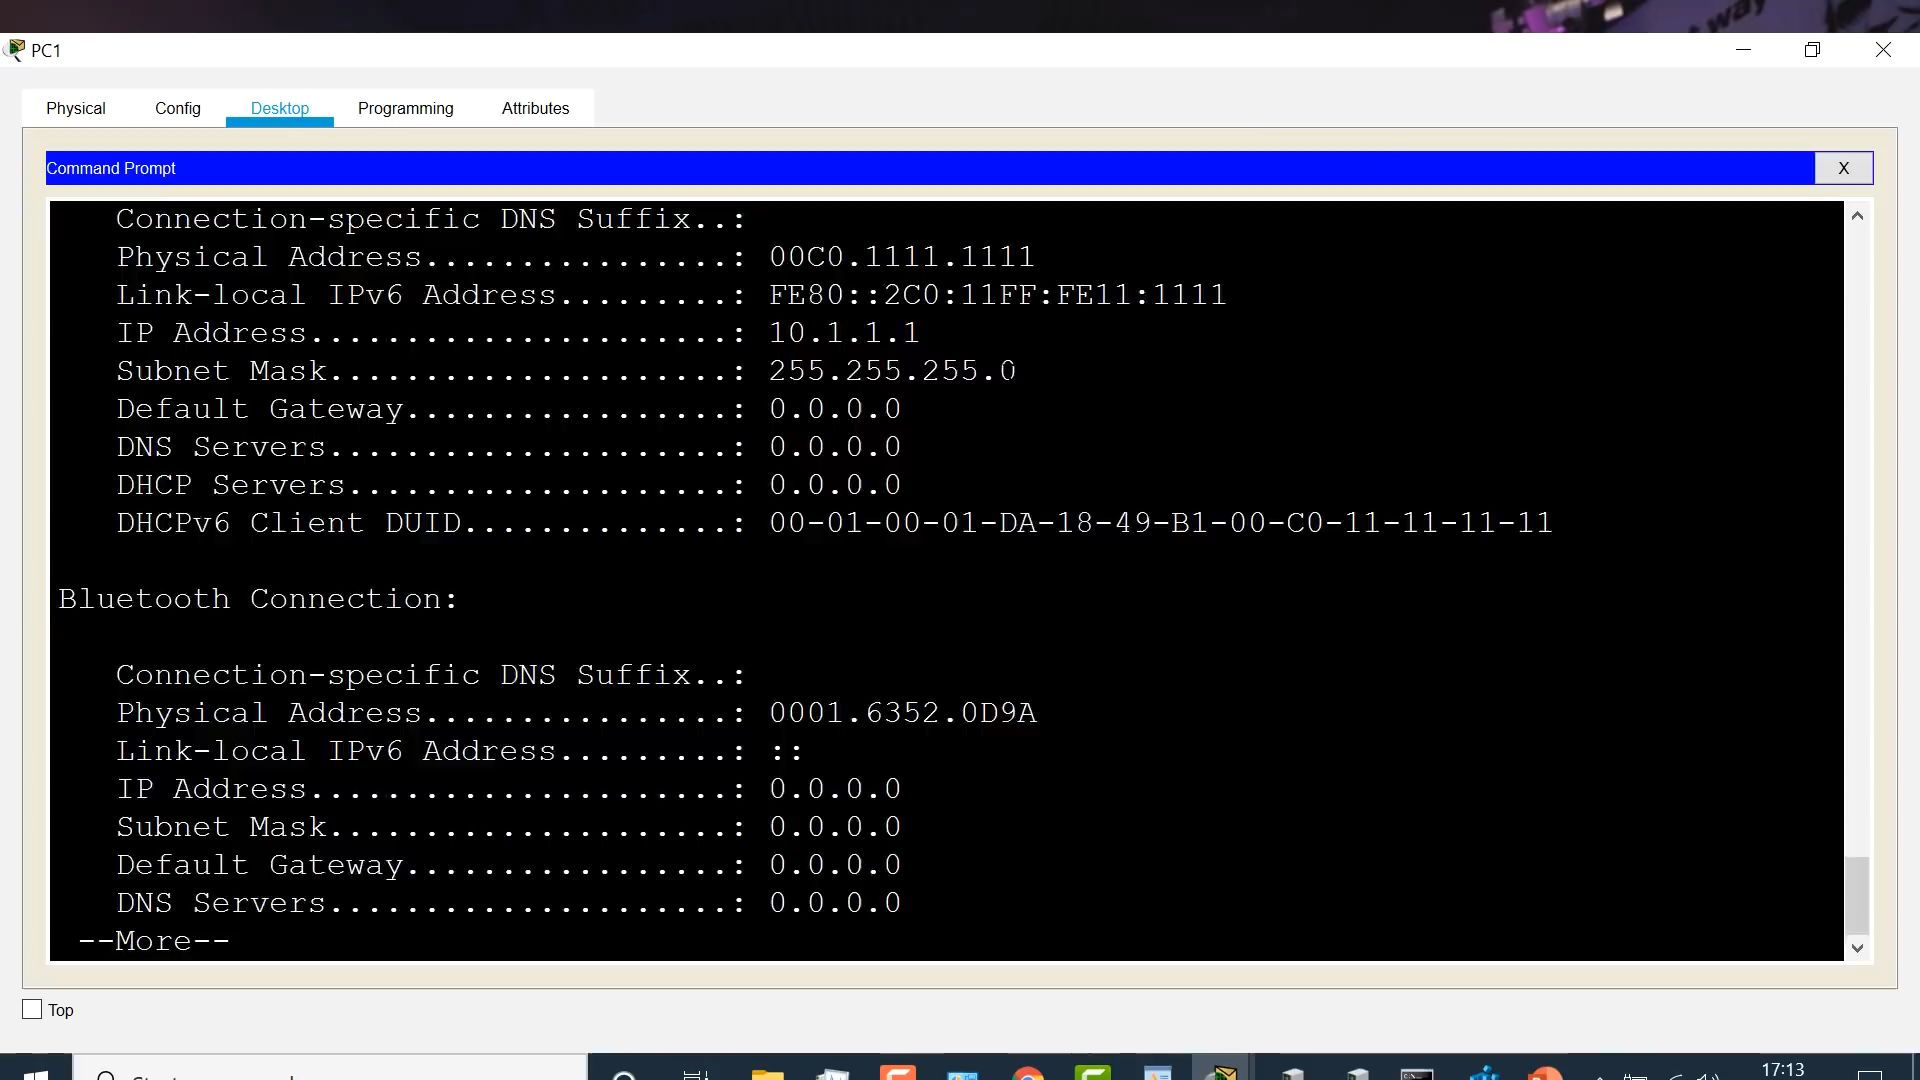 PC1
Physical Config Desktop Programming Attributes
Command Prompt X
Connection-specific DNS Suffix..:
Physical Address................: 00C0.1111.1111
Link-local IPv6 Address.........: FE80::2C0:11FF:FE11:1111
IP Address......................: 10.1.1.1
Subnet Mask.....................: 255.255.255.0
Default Gateway.................: 0.0.0.0
DNS Servers.....................: 0.0.0.0
DHCP Servers....................: 0.0.0.0
DHCPv6 Client DUID..............: 00-01-00-01-DA-18-49-B1-00-C0-11-11-11-11
Bluetooth Connection:
Connection-specific DNS Suffix..:
Physical Address................: 0001.6352.0D9A
Link-local IPv6 Address.........: ::
IP Address......................: 0.0.0.0
Subnet Mask.....................: 0.0.0.0
Default Gateway.................: 0.0.0.0
DNS Servers.....................: 0.0.0.0
--More--
Top
17:13